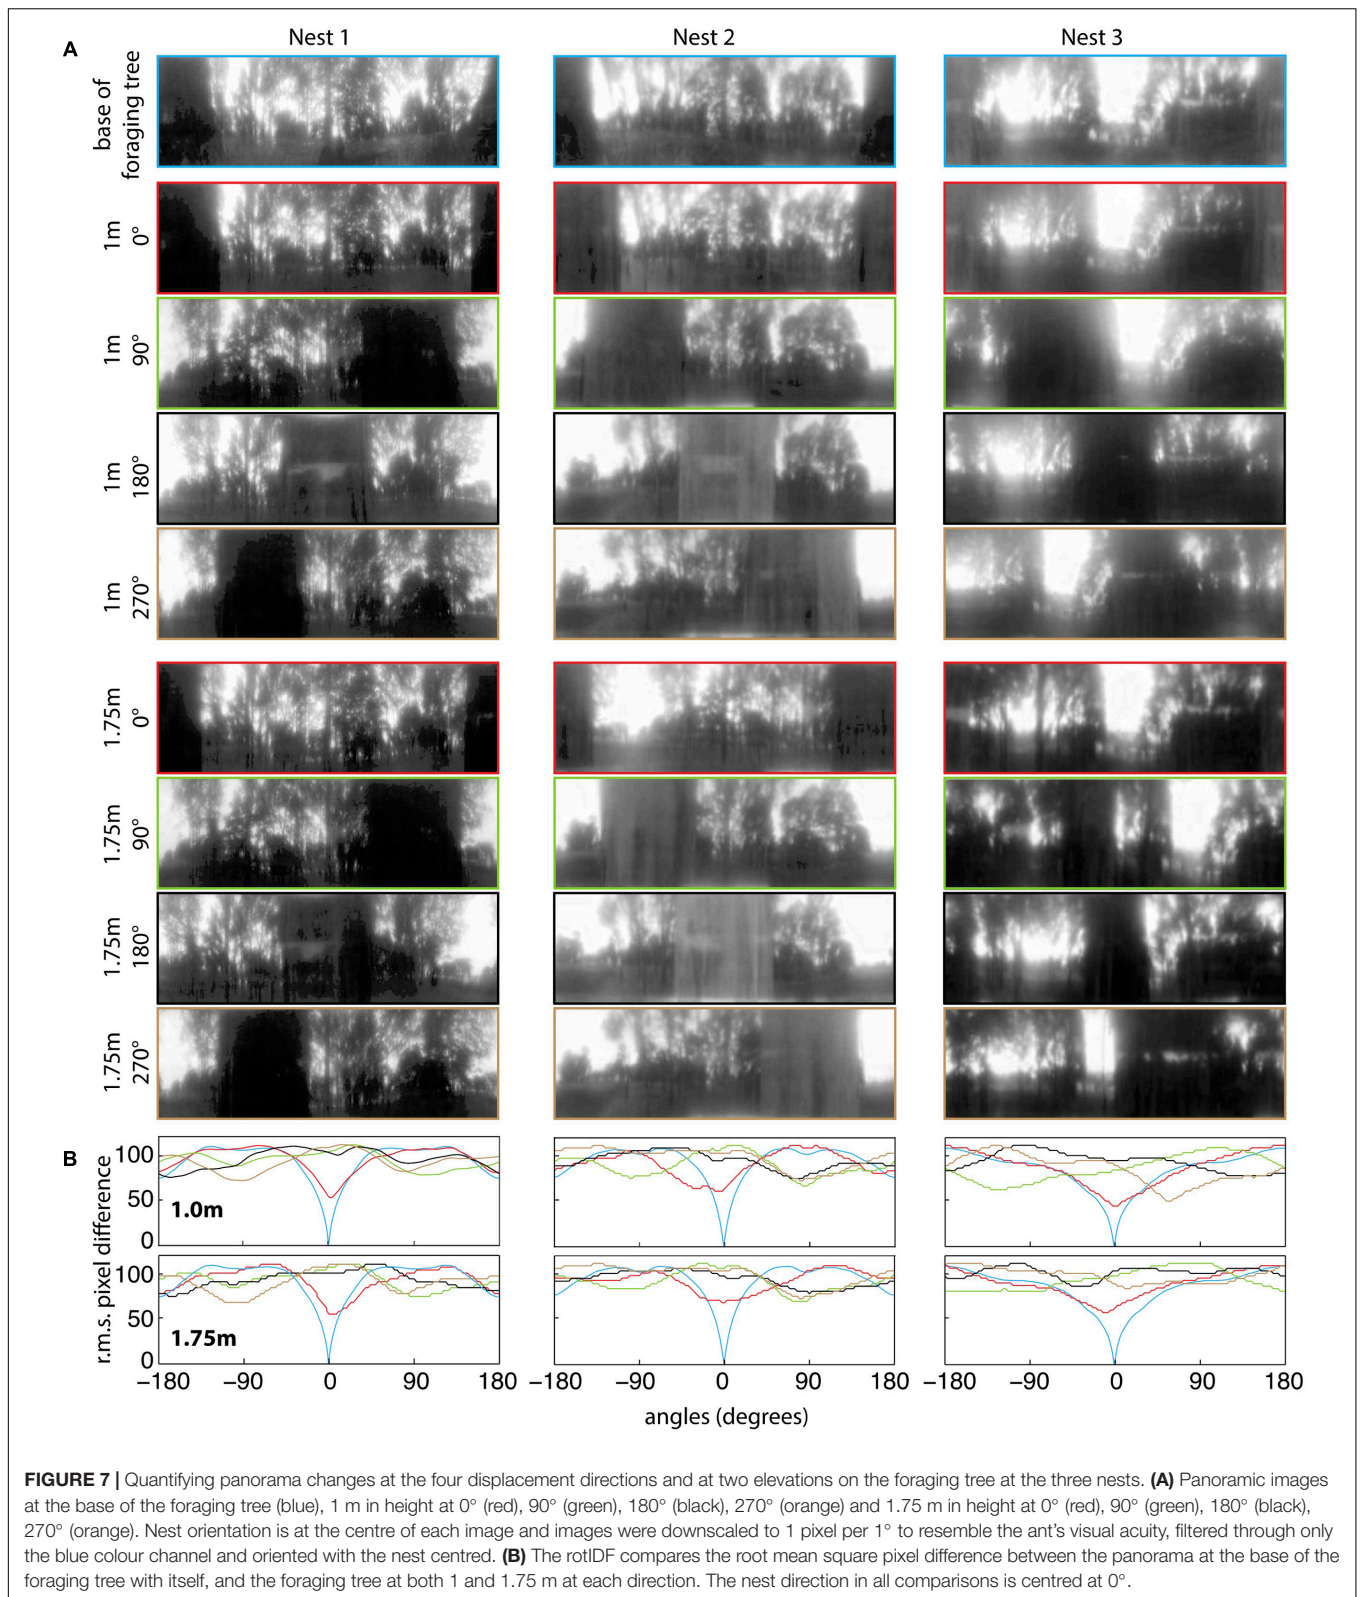 A
Nest 1
Nest 2
Nest 3
base of
foraging tree
1m
0°
1m
90°
1m
180°
1m
270°
1.75m
0°
1.75m
90°
1.75m
180°
1.75m
270°
B
r.m.s. pixel difference
100
50
0
1.0m
100
50
0
1.75m
−180 −90 0 90 180
−180 −90 0 90 180
−180 −90 0 90 180
angles (degrees)
FIGURE 7 | Quantifying panorama changes at the four displacement directions and at two elevations on the foraging tree at the three nests. (A) Panoramic images
at the base of the foraging tree (blue), 1 m in height at 0° (red), 90° (green), 180° (black), 270° (orange) and 1.75 m in height at 0° (red), 90° (green), 180° (black),
270° (orange). Nest orientation is at the centre of each image and images were downscaled to 1 pixel per 1° to resemble the ant's visual acuity, filtered through only
the blue colour channel and oriented with the nest centred. (B) The rotIDF compares the root mean square pixel difference between the panorama at the base of the
foraging tree with itself, and the foraging tree at both 1 and 1.75 m at each direction. The nest direction in all comparisons is centred at 0°.